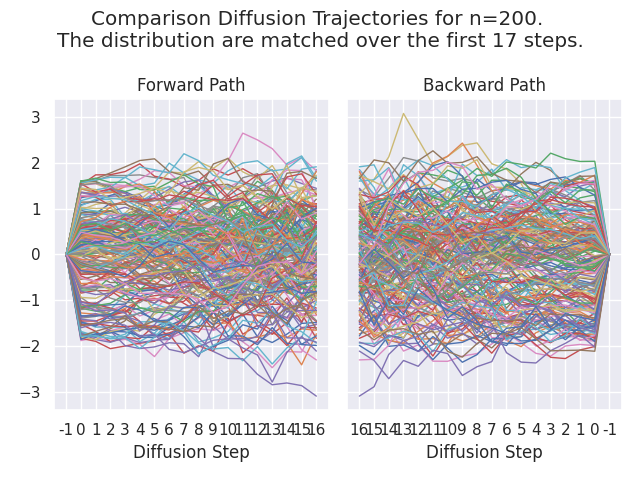 Comparison Diffusion Trajectories for n=200.
The distribution are matched over the first 17 steps.
Forward Path
Backward Path
3
2
1
0
−1
−2
−3
-1 0 1 2 3 4 5 6 7 8 9 10 11 12 13 14 15 16
16 15 14 13 12 11 10 9 8 7 6 5 4 3 2 1 0 -1
Diffusion Step
Diffusion Step